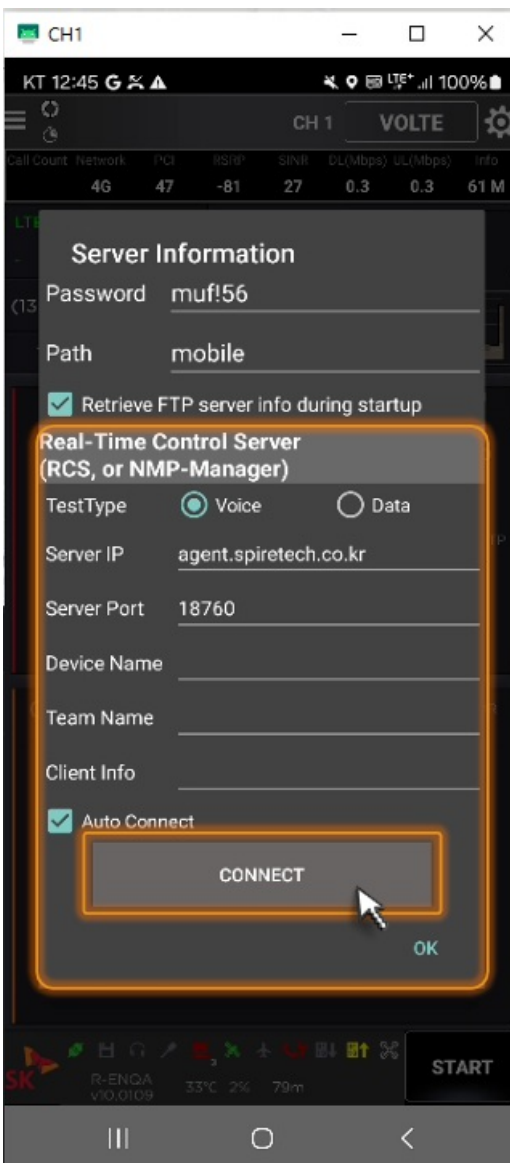 CH1
KT 12:45 G 100%
CH 1 VOLTE
Call Count Network PCI RSRP SINR DL(Mbps) UL(Mbps) Info
4G 47 -81 27 0.3 0.3 61 M
LTE
Server Information
Password muf!56
(13
Path mobile
Retrieve FTP server info during startup
Real-Time Control Server
(RCS, or NMP-Manager)
TestType Voice Data
Server IP agent.spiretech.co.kr
Server Port 18760
Device Name
Team Name
Client Info
Auto Connect
CONNECT
OK
SK R-ENQA 33°C 2% 79m START
v10.0109